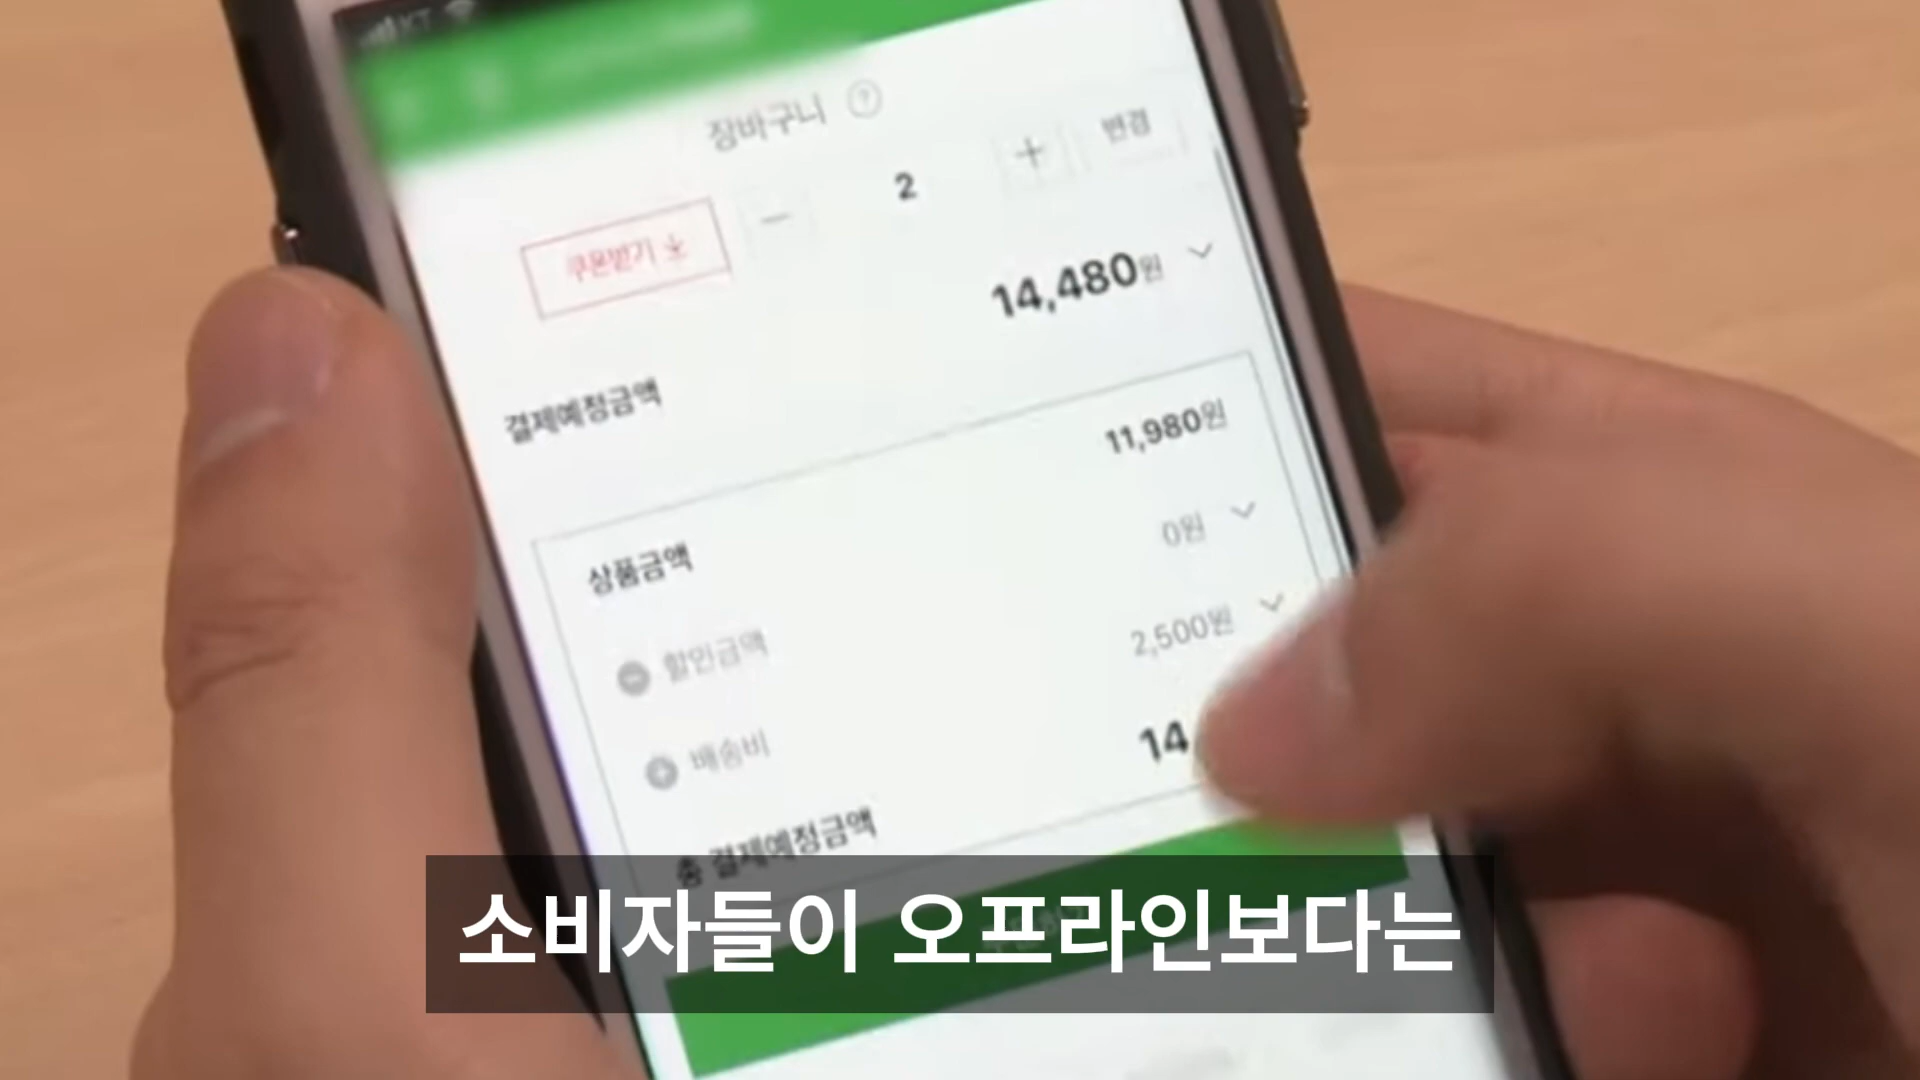 KT
장바구니 ?
쿠폰받기 − 2 + 변경
14,480원
결제예정금액
11,980원
상품금액
0원
할인금액
2,500원
배송비
14,
총 결제예정금액
소비자들이 오프라인보다는